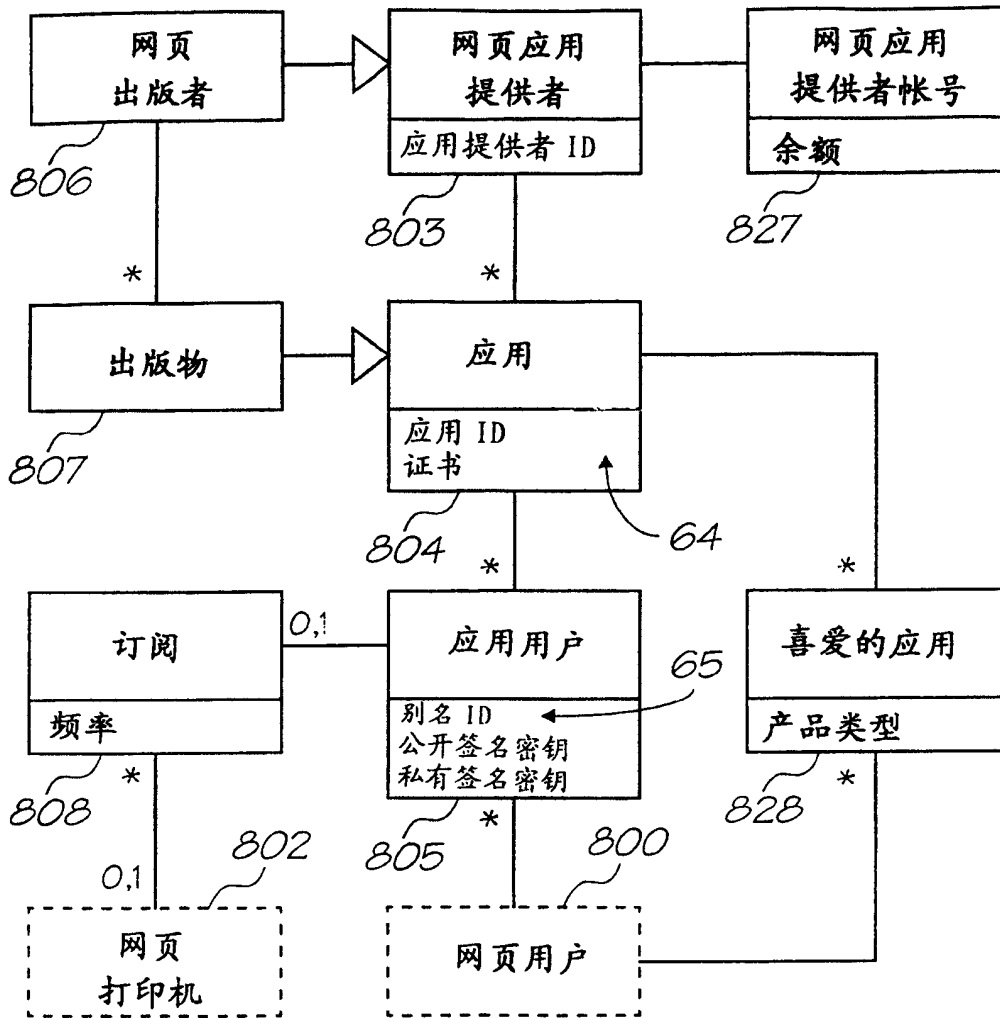 网页
出版者
806
网页应用
提供者
应用提供者 ID
803
网页应用
提供者帐号
余额
827
*
*
出版物
807
应用
应用 ID
证书
804
64
*
*
订阅
频率
808
0,1
应用用户
别名 ID
公开签名密钥
私有签名密钥
805
65
喜爱的应用
产品类型
828
*
*
*
0,1
802
网页
打印机
800
网页用户